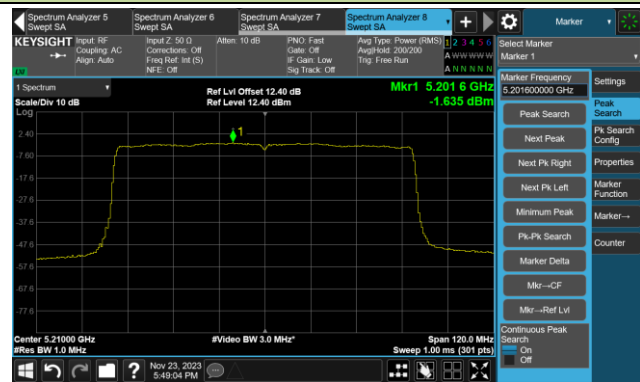 Spectrum Analyzer 5
Swept SA
Spectrum Analyzer 6
Swept SA
Spectrum Analyzer 7
Swept SA
Spectrum Analyzer 8
Swept SA
Marker
KEYSIGHT
Input: RF
Coupling: AC
Align: Auto
Input Z: 50 Ω
Corrections: Off
Freq Ref: Int (S)
NFE: Off
Atten: 10 dB
PNO: Fast
Gate: Off
IF Gain: Low
Sig Track: Off
Avg Type: Power (RMS)
Avg|Hold: 200/200
Trig: Free Run
1 2 3 4 5 6
A W W W W W
A N N N N N
LW
Select Marker
Marker 1
1 Spectrum
Scale/Div 10 dB
Log
Ref Lvl Offset 12.40 dB
Ref Level 12.40 dBm
Mkr1 5.201 6 GHz
-1.635 dBm
2.40
-7.60
-17.6
-27.6
-37.6
-47.6
-57.6
-67.6
-77.6
1
Center 5.21000 GHz
#Res BW 1.0 MHz
#Video BW 3.0 MHz*
Span 120.0 MHz
Sweep 1.00 ms (301 pts)
Marker Frequency
5.201600000 GHz
Peak Search
Next Peak
Next Pk Right
Next Pk Left
Minimum Peak
Pk-Pk Search
Marker Delta
Mkr→CF
Mkr→Ref Lvl
Continuous Peak
Search
On
Off
Settings
Peak
Search
Pk Search
Config
Properties
Marker
Function
Marker→
Counter
Nov 23, 2023
5:49:04 PM